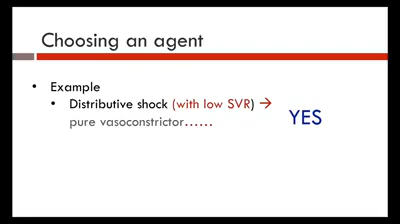 Choosing an agent
• Example
• Distributive shock (with low SVR) →
pure vasoconstrictor......
YES